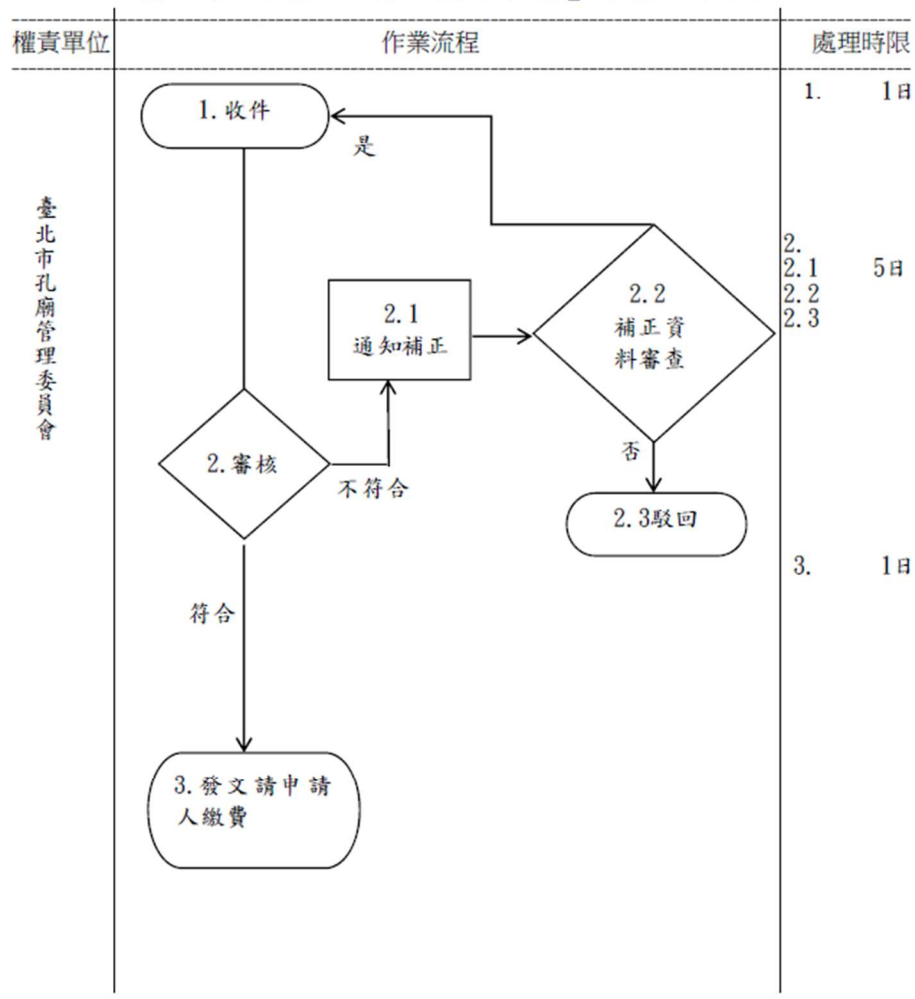 權責單位
作業流程
處理時限
1.收件
1. 1日
是
臺北市孔廟管理委員會
2.
2.1 5日
2.2
2.3
2.1
通知補正
2.2
補正資
料審查
2.審核
不符合
否
2.3駁回
3. 1日
符合
3.發文請申請
人繳費